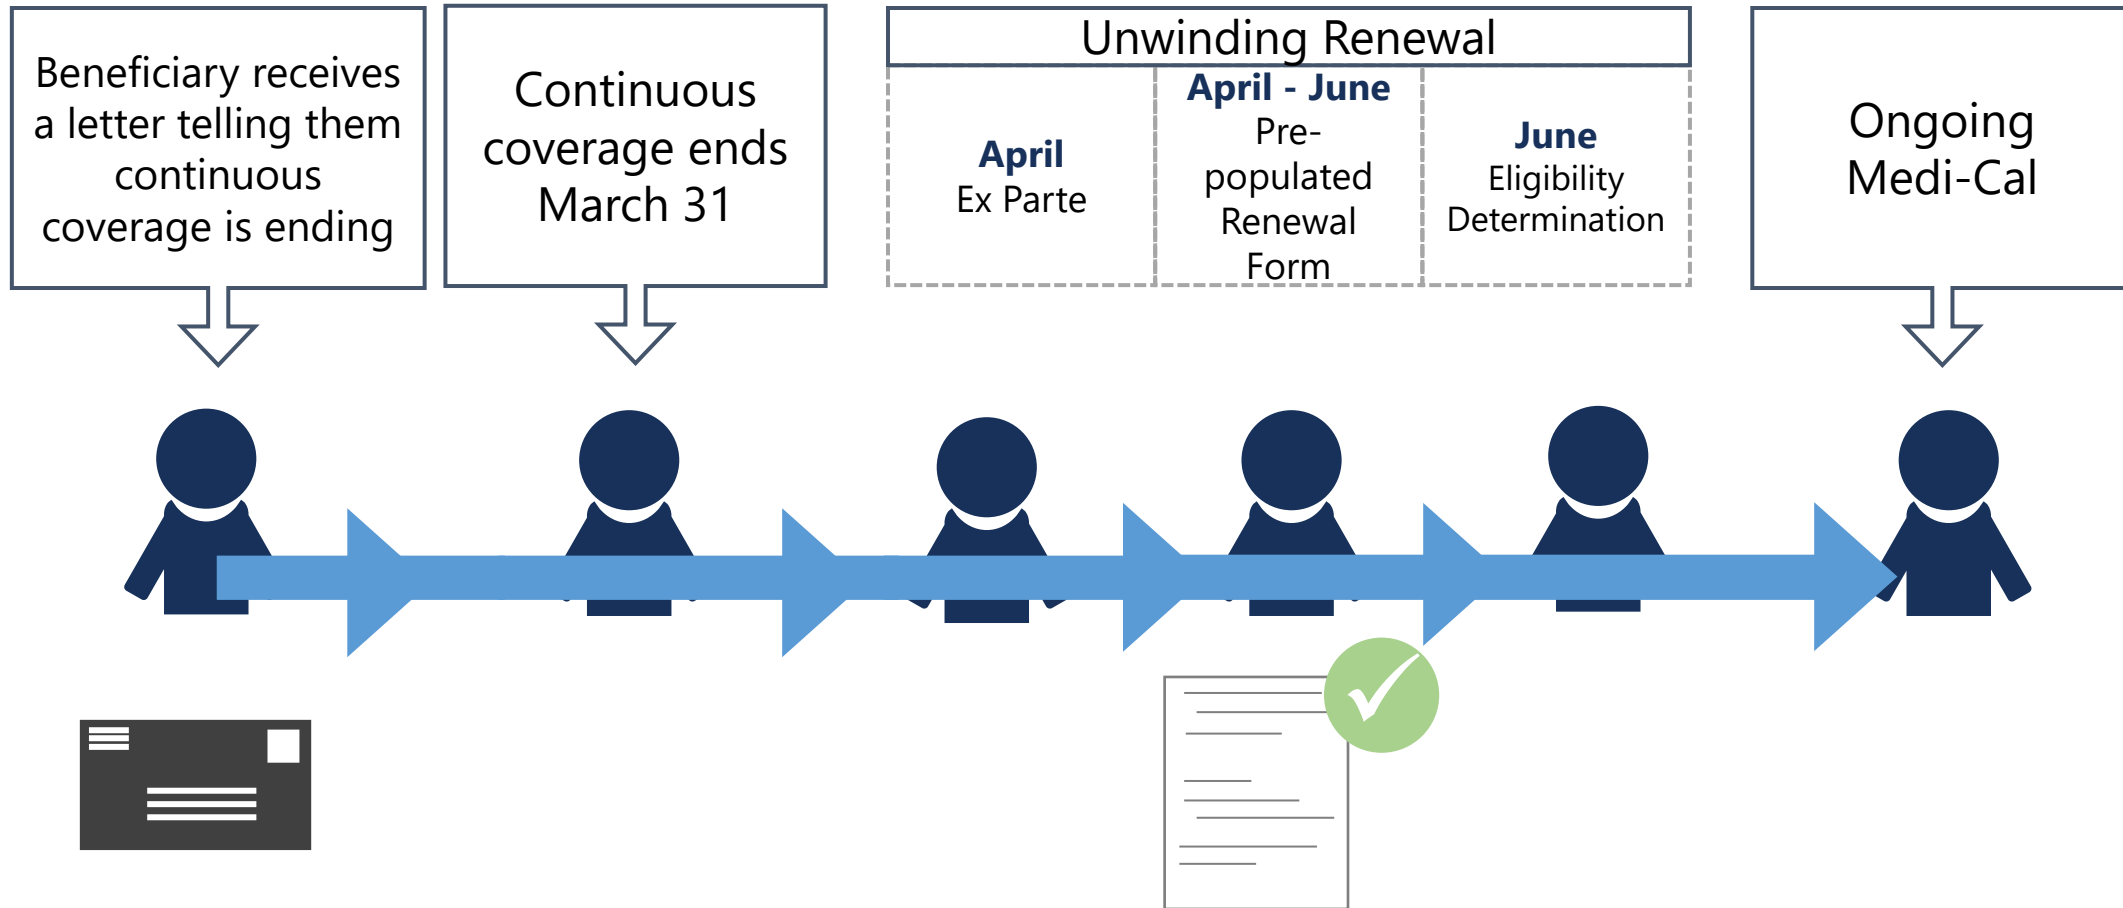 Beneficiary receives
a letter telling them
continuous
coverage is ending
Continuous
coverage ends
March 31
Unwinding Renewal
April
Ex Parte
April - June
Pre-
populated
Renewal
Form
June
Eligibility
Determination
Ongoing
Medi-Cal